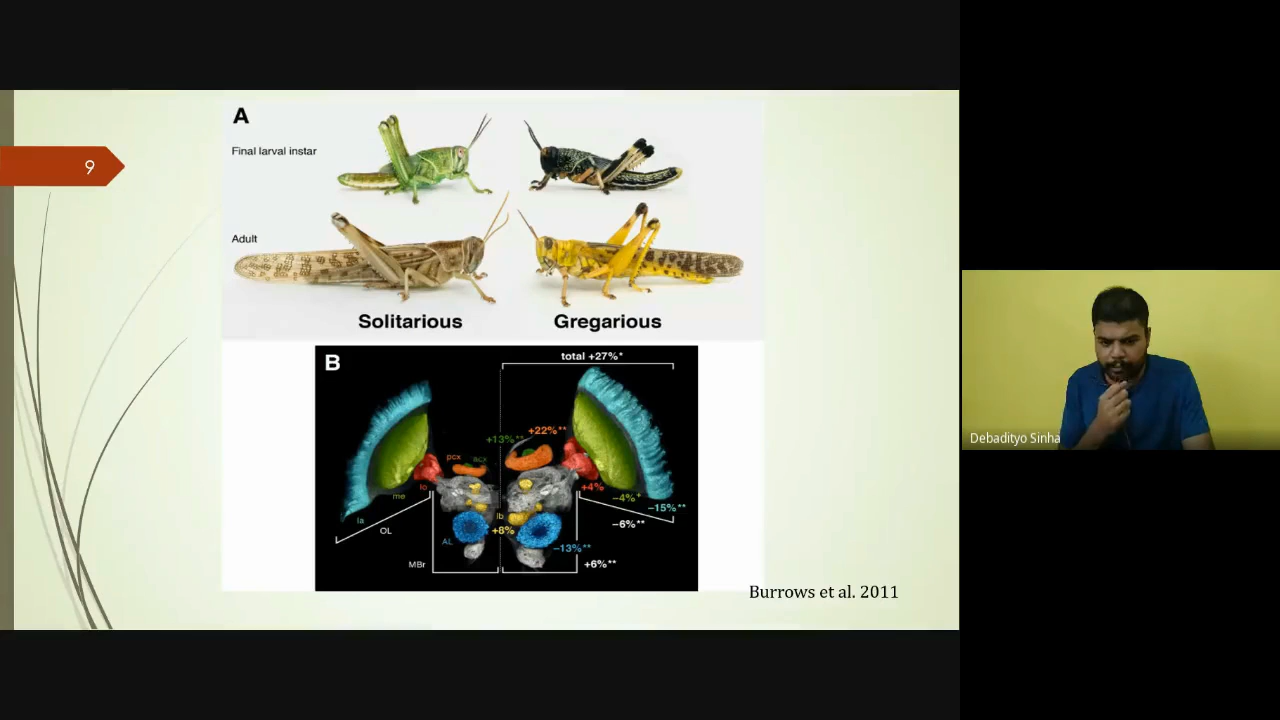 9
A
Final larval instar
Adult
Solitarious
Gregarious
B
total +27%*
+22%**
+13%**
pcx
acx
lo
+4%
me
-4%+
-15%**
la
lb
-6%**
OL
+8%
AL
-13%**
MBr
+6%**
Burrows et al. 2011
Debadityo Sinha